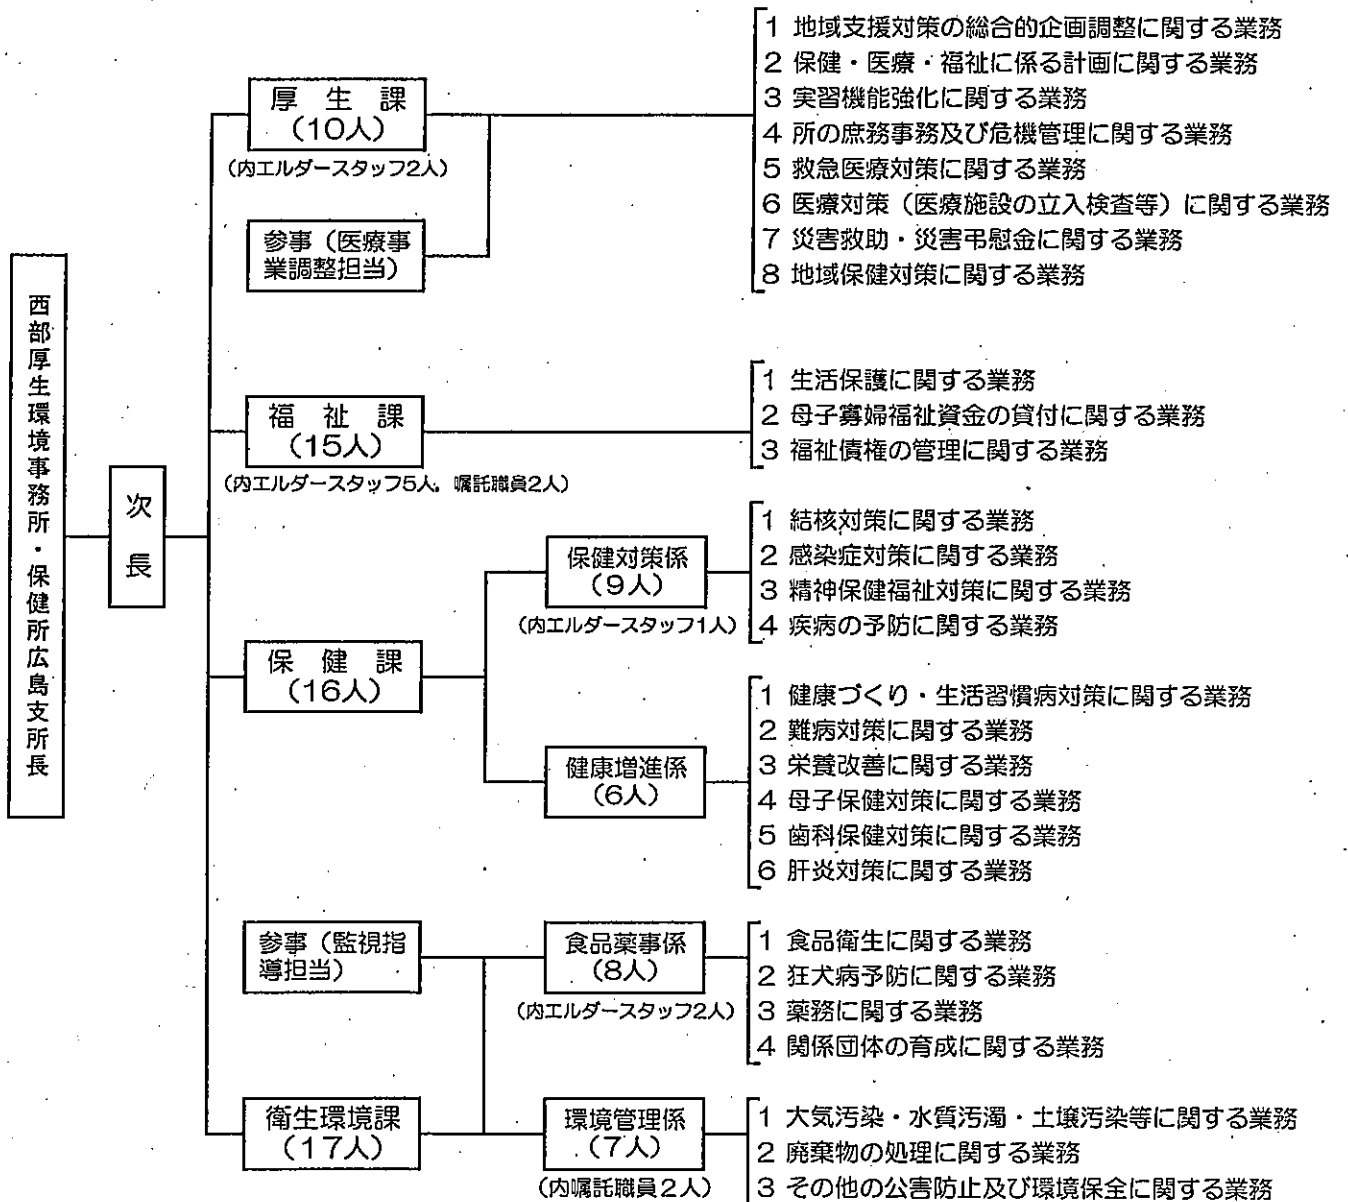 西部厚生環境事務所・保健所広島支所長
次長
厚生課
(10人)
(内エルダースタッフ2人)
参事（医療事
業調整担当）
1 地域支援対策の総合的企画調整に関する業務
2 保健・医療・福祉に係る計画に関する業務
3 実習機能強化に関する業務
4 所の庶務事務及び危機管理に関する業務
5 救急医療対策に関する業務
6 医療対策（医療施設の立入検査等）に関する業務
7 災害救助・災害弔慰金に関する業務
8 地域保健対策に関する業務
福祉課
(15人)
(内エルダースタッフ5人，嘱託職員2人)
1 生活保護に関する業務
2 母子寡婦福祉資金の貸付に関する業務
3 福祉債権の管理に関する業務
保健課
(16人)
保健対策係
(9人)
(内エルダースタッフ1人)
1 結核対策に関する業務
2 感染症対策に関する業務
3 精神保健福祉対策に関する業務
4 疾病の予防に関する業務
健康増進係
(6人)
1 健康づくり・生活習慣病対策に関する業務
2 難病対策に関する業務
3 栄養改善に関する業務
4 母子保健対策に関する業務
5 歯科保健対策に関する業務
6 肝炎対策に関する業務
参事（監視指
導担当）
衛生環境課
(17人)
食品薬事係
(8人)
(内エルダースタッフ2人)
1 食品衛生に関する業務
2 狂犬病予防に関する業務
3 薬務に関する業務
4 関係団体の育成に関する業務
環境管理係
(7人)
(内嘱託職員2人)
1 大気汚染・水質汚濁・土壌汚染等に関する業務
2 廃棄物の処理に関する業務
3 その他の公害防止及び環境保全に関する業務